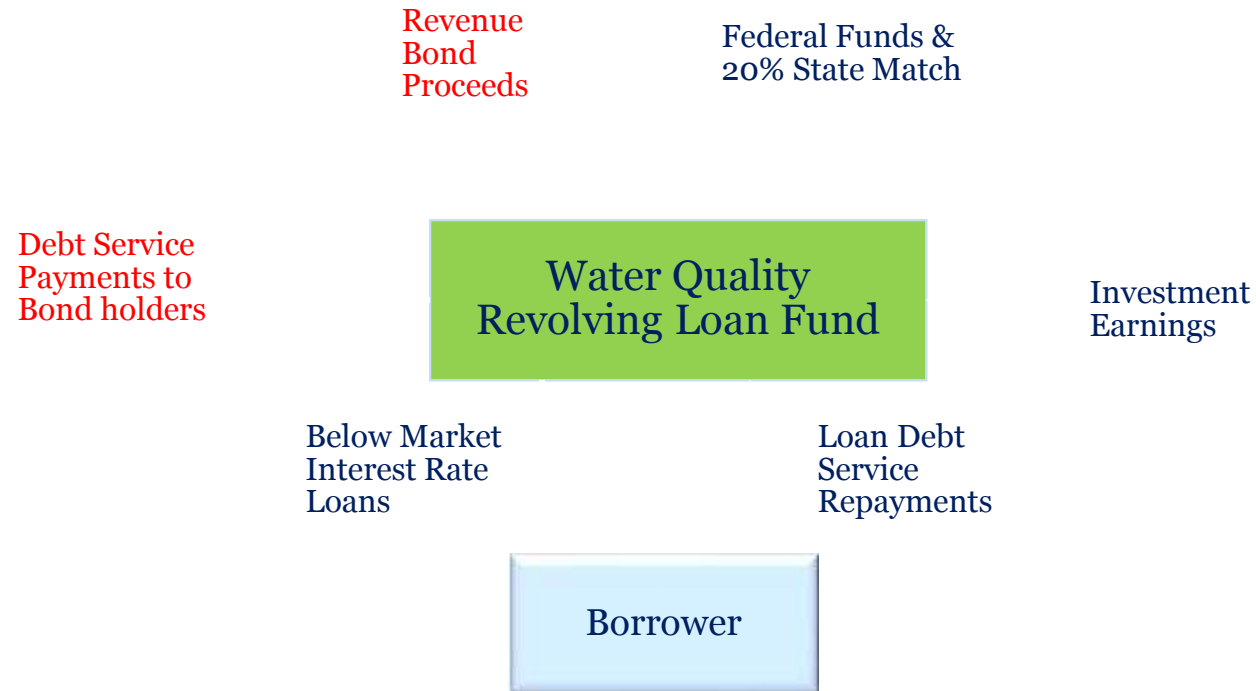 Revenue
Bond
Proceeds
Federal Funds &
20% State Match
Debt Service
Payments to
Bond holders
Water Quality
Revolving Loan Fund
Investment
Earnings
Below Market
Interest Rate
Loans
Loan Debt
Service
Repayments
Borrower